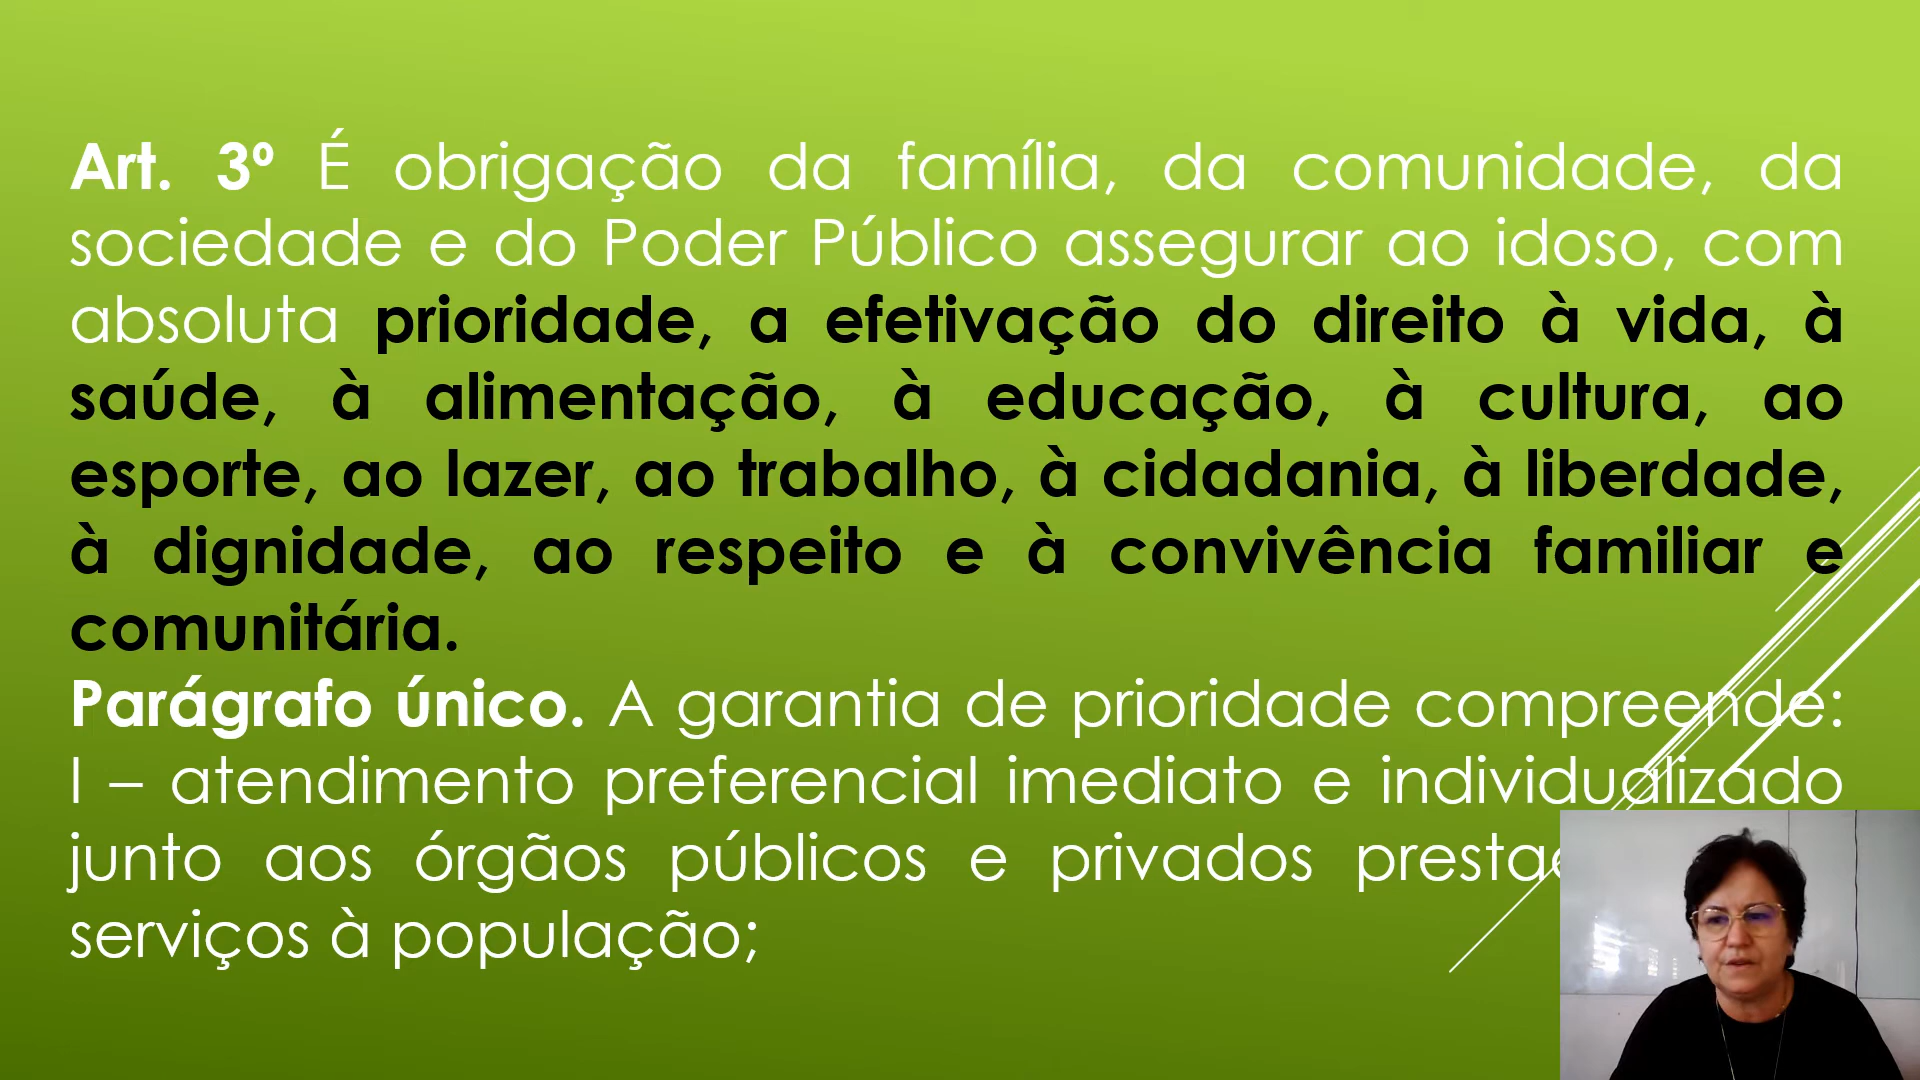 Art. 3º É obrigação da família, da comunidade, da
sociedade e do Poder Público assegurar ao idoso, com
absoluta prioridade, a efetivação do direito à vida, à
saúde, à alimentação, à educação, à cultura, ao
esporte, ao lazer, ao trabalho, à cidadania, à liberdade,
à dignidade, ao respeito e à convivência familiar e
comunitária.
Parágrafo único. A garantia de prioridade compreende:
I – atendimento preferencial imediato e individualizado
junto aos órgãos públicos e privados
serviços à população;